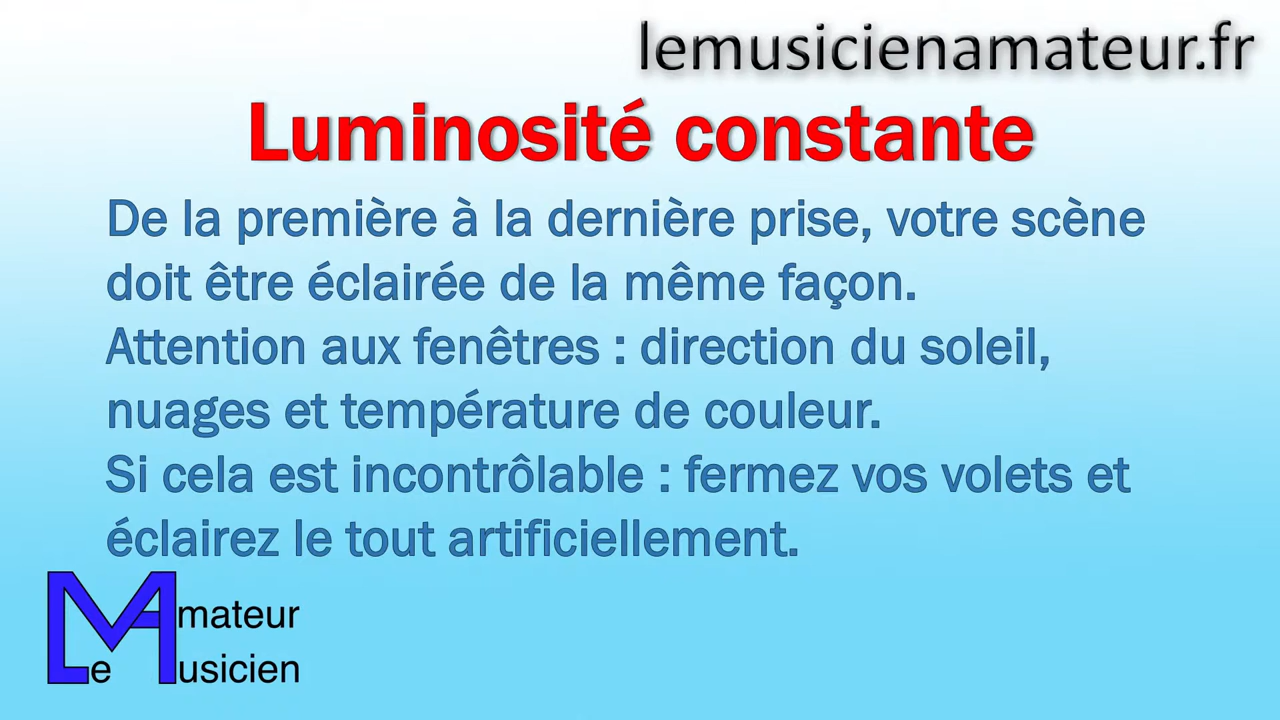 lemusicienamateur.fr
Luminosité constante
De la première à la dernière prise, votre scène
doit être éclairée de la même façon.
Attention aux fenêtres : direction du soleil,
nuages et température de couleur.
Si cela est incontrôlable : fermez vos volets et
éclairez le tout artificiellement.
Amateur
Le Musicien